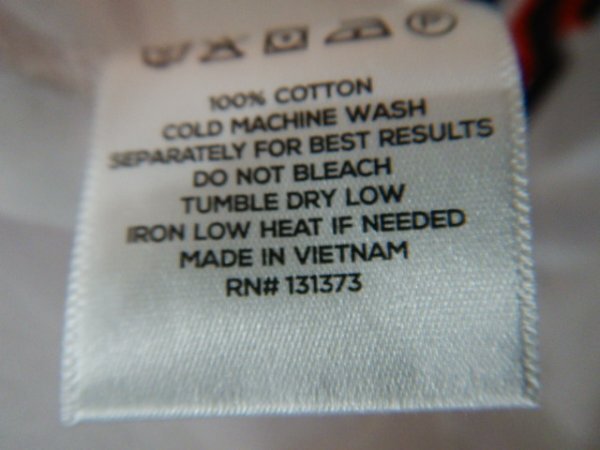 100% COTTON
COLD MACHINE WASH
SEPARATELY FOR BEST RESULTS
DO NOT BLEACH
TUMBLE DRY LOW
IRON LOW HEAT IF NEEDED
MADE IN VIETNAM
RN# 131373